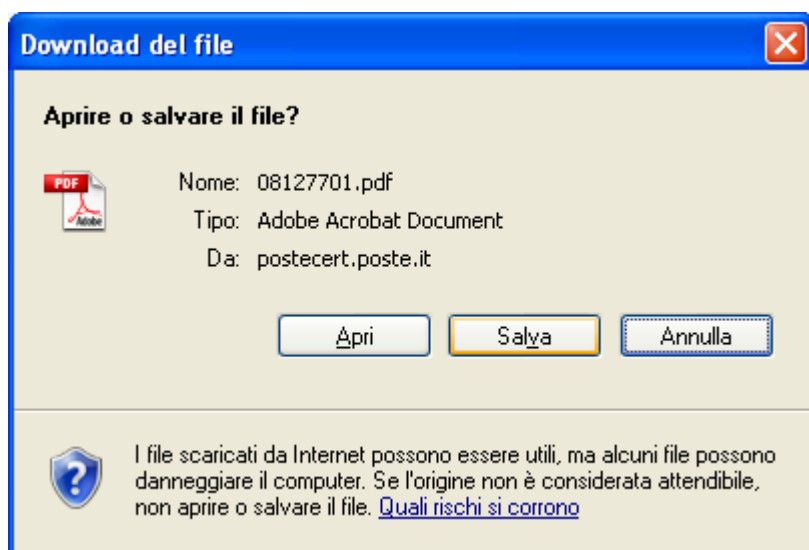 Download del file
Aprire o salvare il file?
PDF
Adobe
Nome: 08127701.pdf
Tipo: Adobe Acrobat Document
Da: postecert.poste.it
Apri
Salva
Annulla
I file scaricati da Internet possono essere utili, ma alcuni file possono
danneggiare il computer. Se l'origine non è considerata attendibile,
non aprire o salvare il file. Quali rischi si corrono